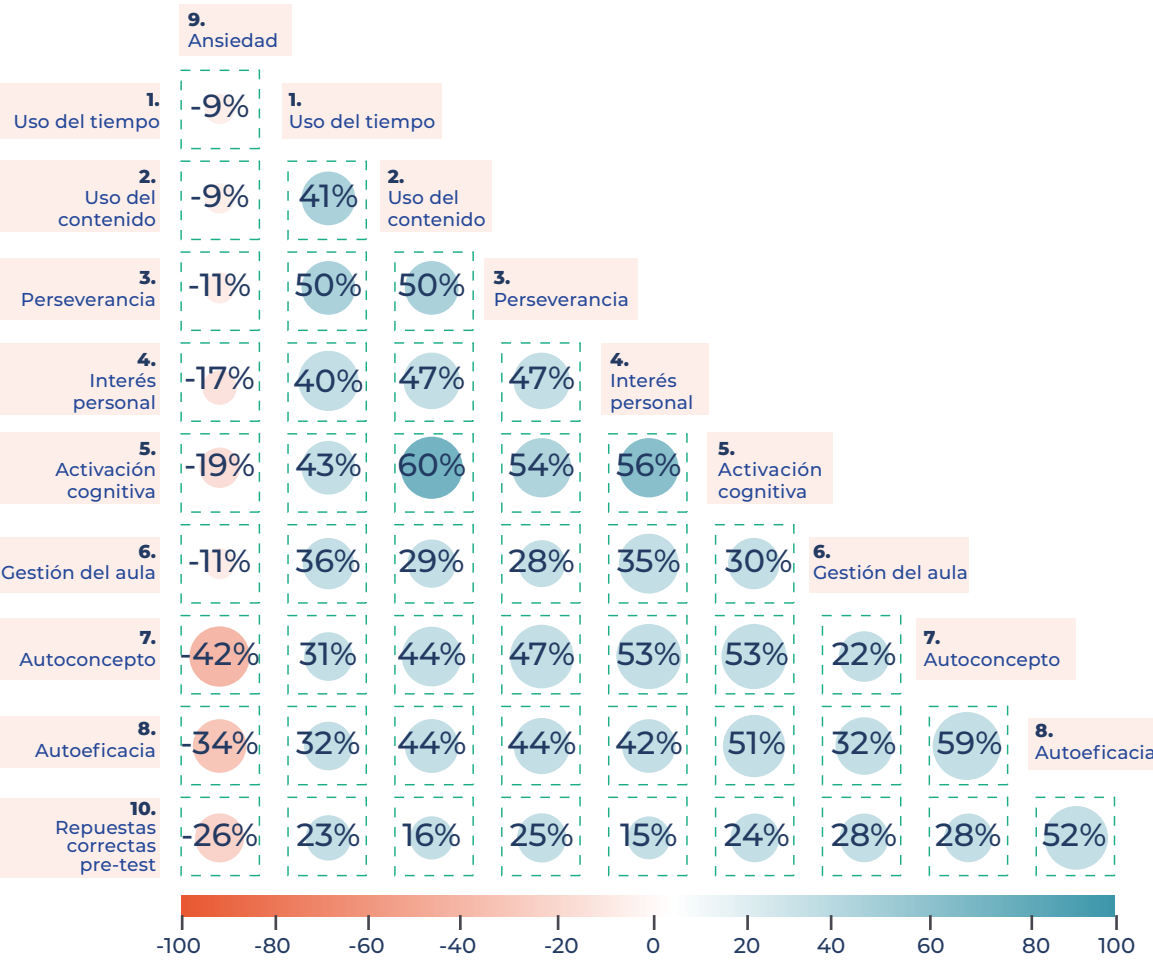 9.
Ansiedad
1.
Uso del tiempo
-9%
1.
Uso del tiempo
2.
Uso del
contenido
-9%
41%
2.
Uso del
contenido
3.
Perseverancia
-11%
50%
50%
3.
Perseverancia
4.
Interés
personal
-17%
40%
47%
47%
4.
Interés
personal
5.
Activación
cognitiva
-19%
43%
60%
54%
56%
5.
Activación
cognitiva
6.
Gestión del aula
-11%
36%
29%
28%
35%
30%
6.
Gestión del aula
7.
Autoconcepto
-42%
31%
44%
47%
53%
53%
22%
7.
Autoconcepto
8.
Autoeficacia
-34%
32%
44%
44%
42%
51%
32%
59%
8.
Autoeficacia
10.
Repuestas
correctas
pre-test
-26%
23%
16%
25%
15%
24%
28%
28%
52%
-100 -80 -60 -40 -20 0 20 40 60 80 100